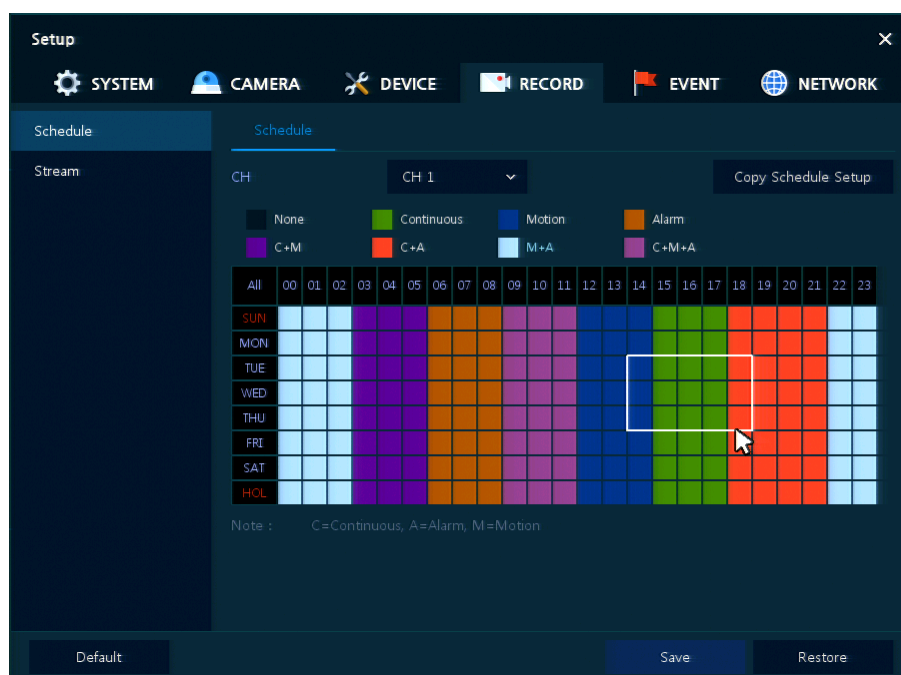 Setup
SYSTEM CAMERA DEVICE RECORD EVENT NETWORK
Schedule
Stream
Schedule
CH CH 1 Copy Schedule Setup
None Continuous Motion Alarm
C+M C+A M+A C+M+A
All 00 01 02 03 04 05 06 07 08 09 10 11 12 13 14 15 16 17 18 19 20 21 22 23
SUN
MON
TUE
WED
THU
FRI
SAT
HOL
Note : C=Continuous, A=Alarm, M=Motion
Default Save Restore